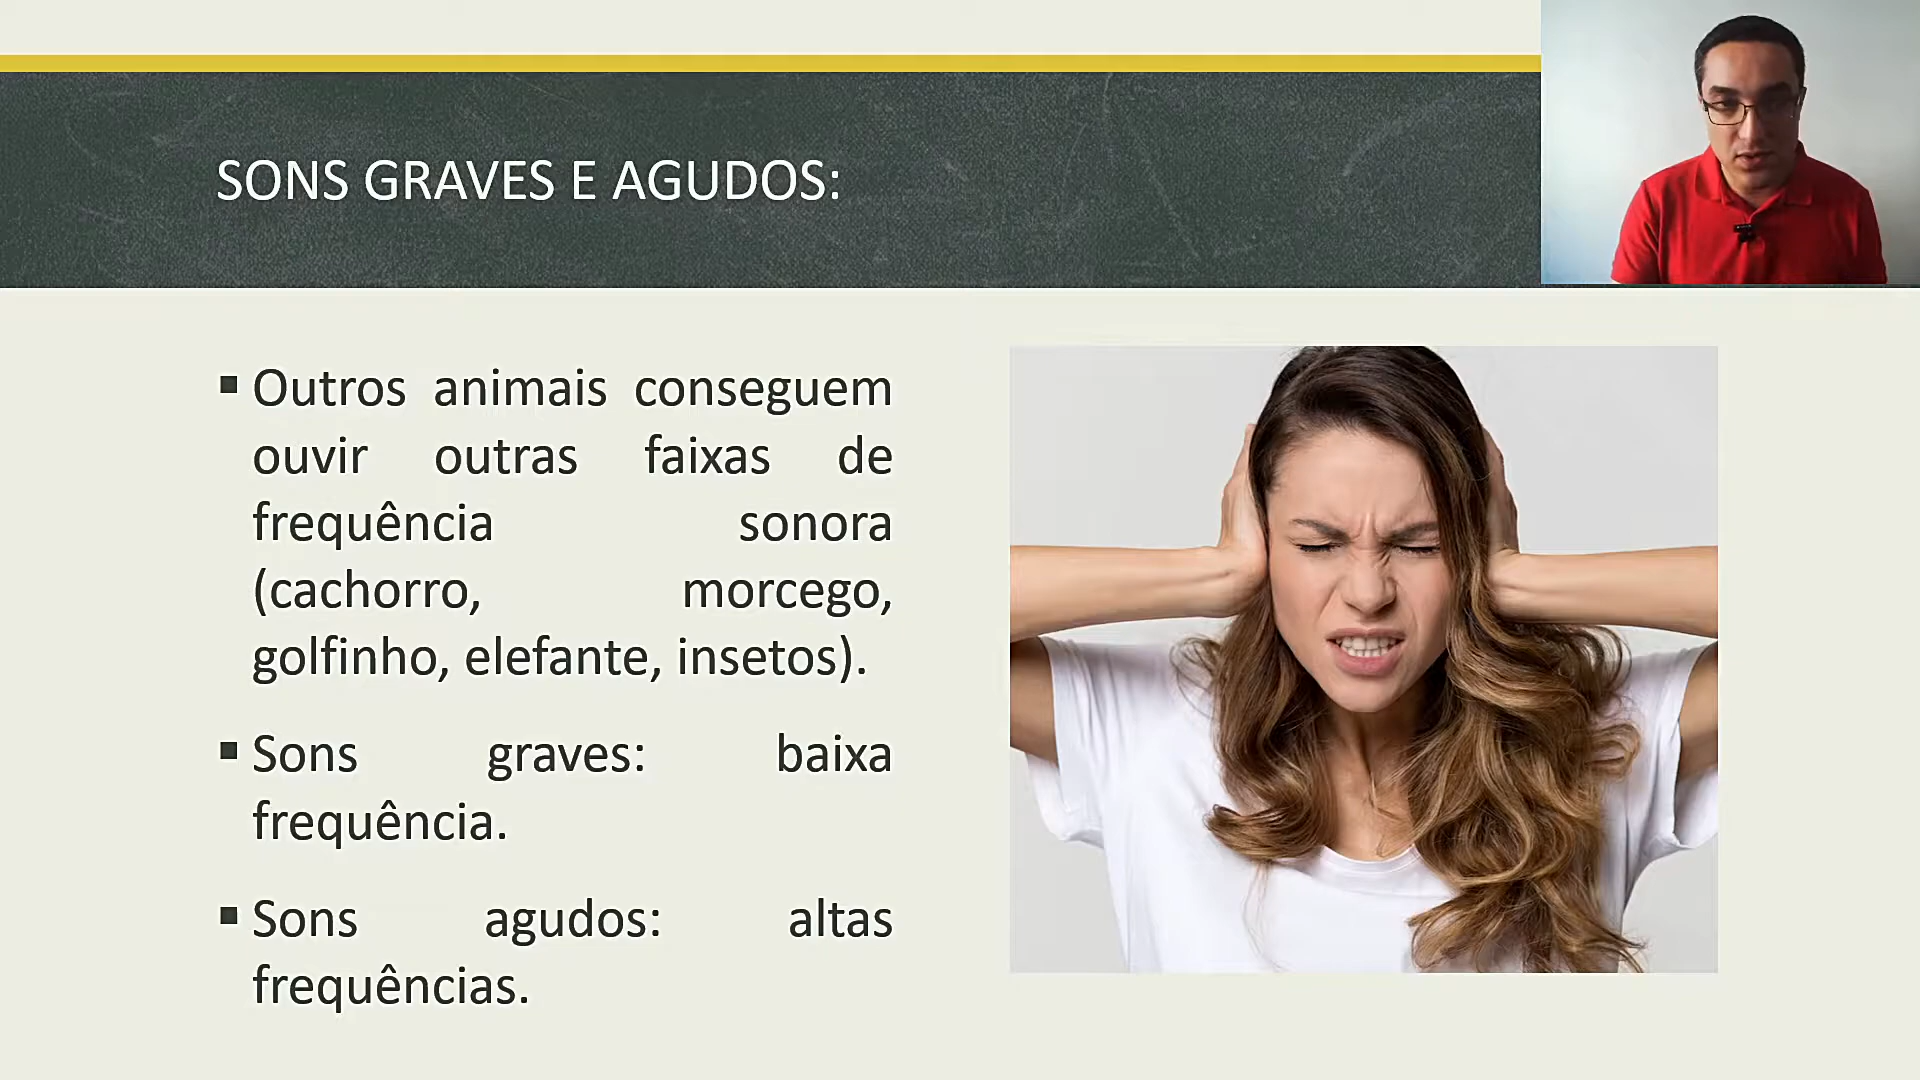 SONS GRAVES E AGUDOS:
▪ Outros animais conseguem
ouvir outras faixas de
frequência sonora
(cachorro, morcego,
golfinho, elefante, insetos).
▪ Sons graves: baixa
frequência.
▪ Sons agudos: altas
frequências.